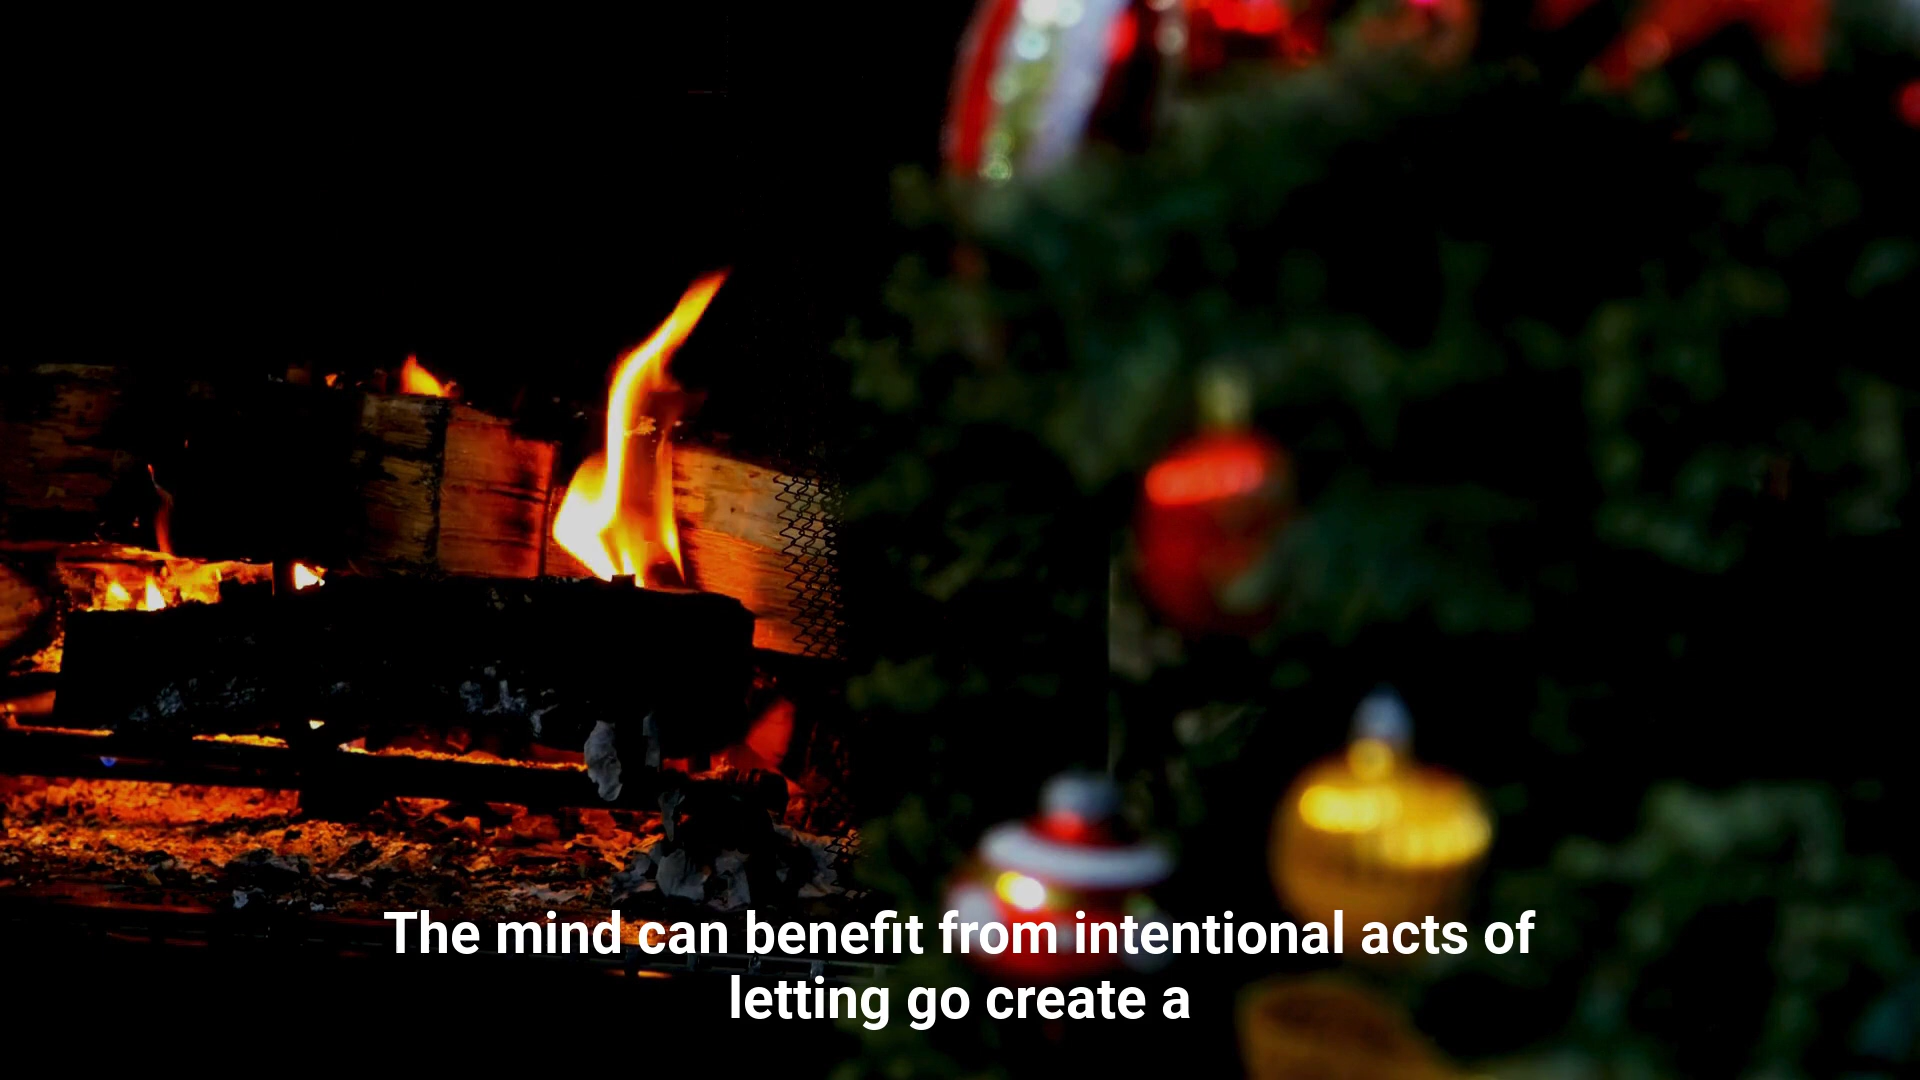 The mind can benefit from intentional acts of
letting go create a